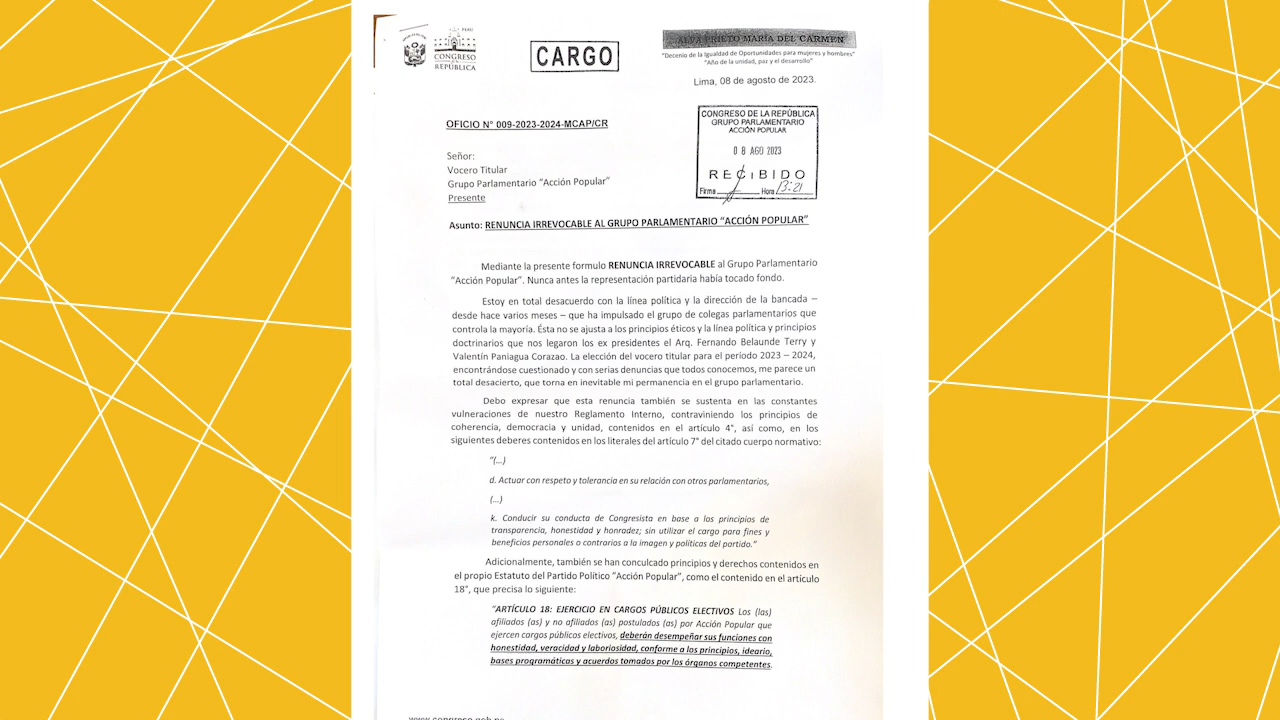 PERÚ
CONGRESO
REPÚBLICA
CARGO
ALVA PRIETO MARÍA DEL CARMEN
"Decenio de la Igualdad de Oportunidades para mujeres y hombres"
"Año de la unidad, paz y el desarrollo"
Lima, 08 de agosto de 2023.
OFICIO N° 009-2023-2024-MCAP/CR
CONGRESO DE LA REPÚBLICA
GRUPO PARLAMENTARIO
ACCIÓN POPULAR
0 8 AGO 2023
RECIBIDO
Firma Hora 13:21
Señor:
Vocero Titular
Grupo Parlamentario "Acción Popular"
Presente
Asunto: RENUNCIA IRREVOCABLE AL GRUPO PARLAMENTARIO "ACCIÓN POPULAR"
Mediante la presente formulo RENUNCIA IRREVOCABLE al Grupo Parlamentario
"Acción Popular". Nunca antes la representación partidaria había tocado fondo.
Estoy en total desacuerdo con la línea política y la dirección de la bancada –
desde hace varios meses – que ha impulsado el grupo de colegas parlamentarios que
controla la mayoría. Ésta no se ajusta a los principios éticos y la línea política y principios
doctrinarios que nos legaron los ex presidentes el Arq. Fernando Belaunde Terry y
Valentín Paniagua Corazao. La elección del vocero titular para el período 2023 – 2024,
encontrándose cuestionado y con serias denuncias que todos conocemos, me parece un
total desacierto, que torna en inevitable mi permanencia en el grupo parlamentario.
Debo expresar que esta renuncia también se sustenta en las constantes
vulneraciones de nuestro Reglamento Interno, contraviniendo los principios de
coherencia, democracia y unidad, contenidos en el artículo 4°, así como, en los
siguientes deberes contenidos en los literales del artículo 7° del citado cuerpo normativo:
"(...)
d. Actuar con respeto y tolerancia en su relación con otros parlamentarios,
(...)
k. Conducir su conducta de Congresista en base a los principios de
transparencia, honestidad y honradez; sin utilizar el cargo para fines y
beneficios personales o contrarios a la imagen y políticas del partido."
Adicionalmente, también se han conculcado principios y derechos contenidos en
el propio Estatuto del Partido Político "Acción Popular", como el contenido en el artículo
18°, que precisa lo siguiente:
"ARTÍCULO 18: EJERCICIO EN CARGOS PÚBLICOS ELECTIVOS Los (las)
afiliados (as) y no afiliados (as) postulados (as) por Acción Popular que
ejercen cargos públicos electivos, deberán desempeñar sus funciones con
honestidad, veracidad y laboriosidad, conforme a los principios, ideario,
bases programáticas y acuerdos tomados por los órganos competentes.